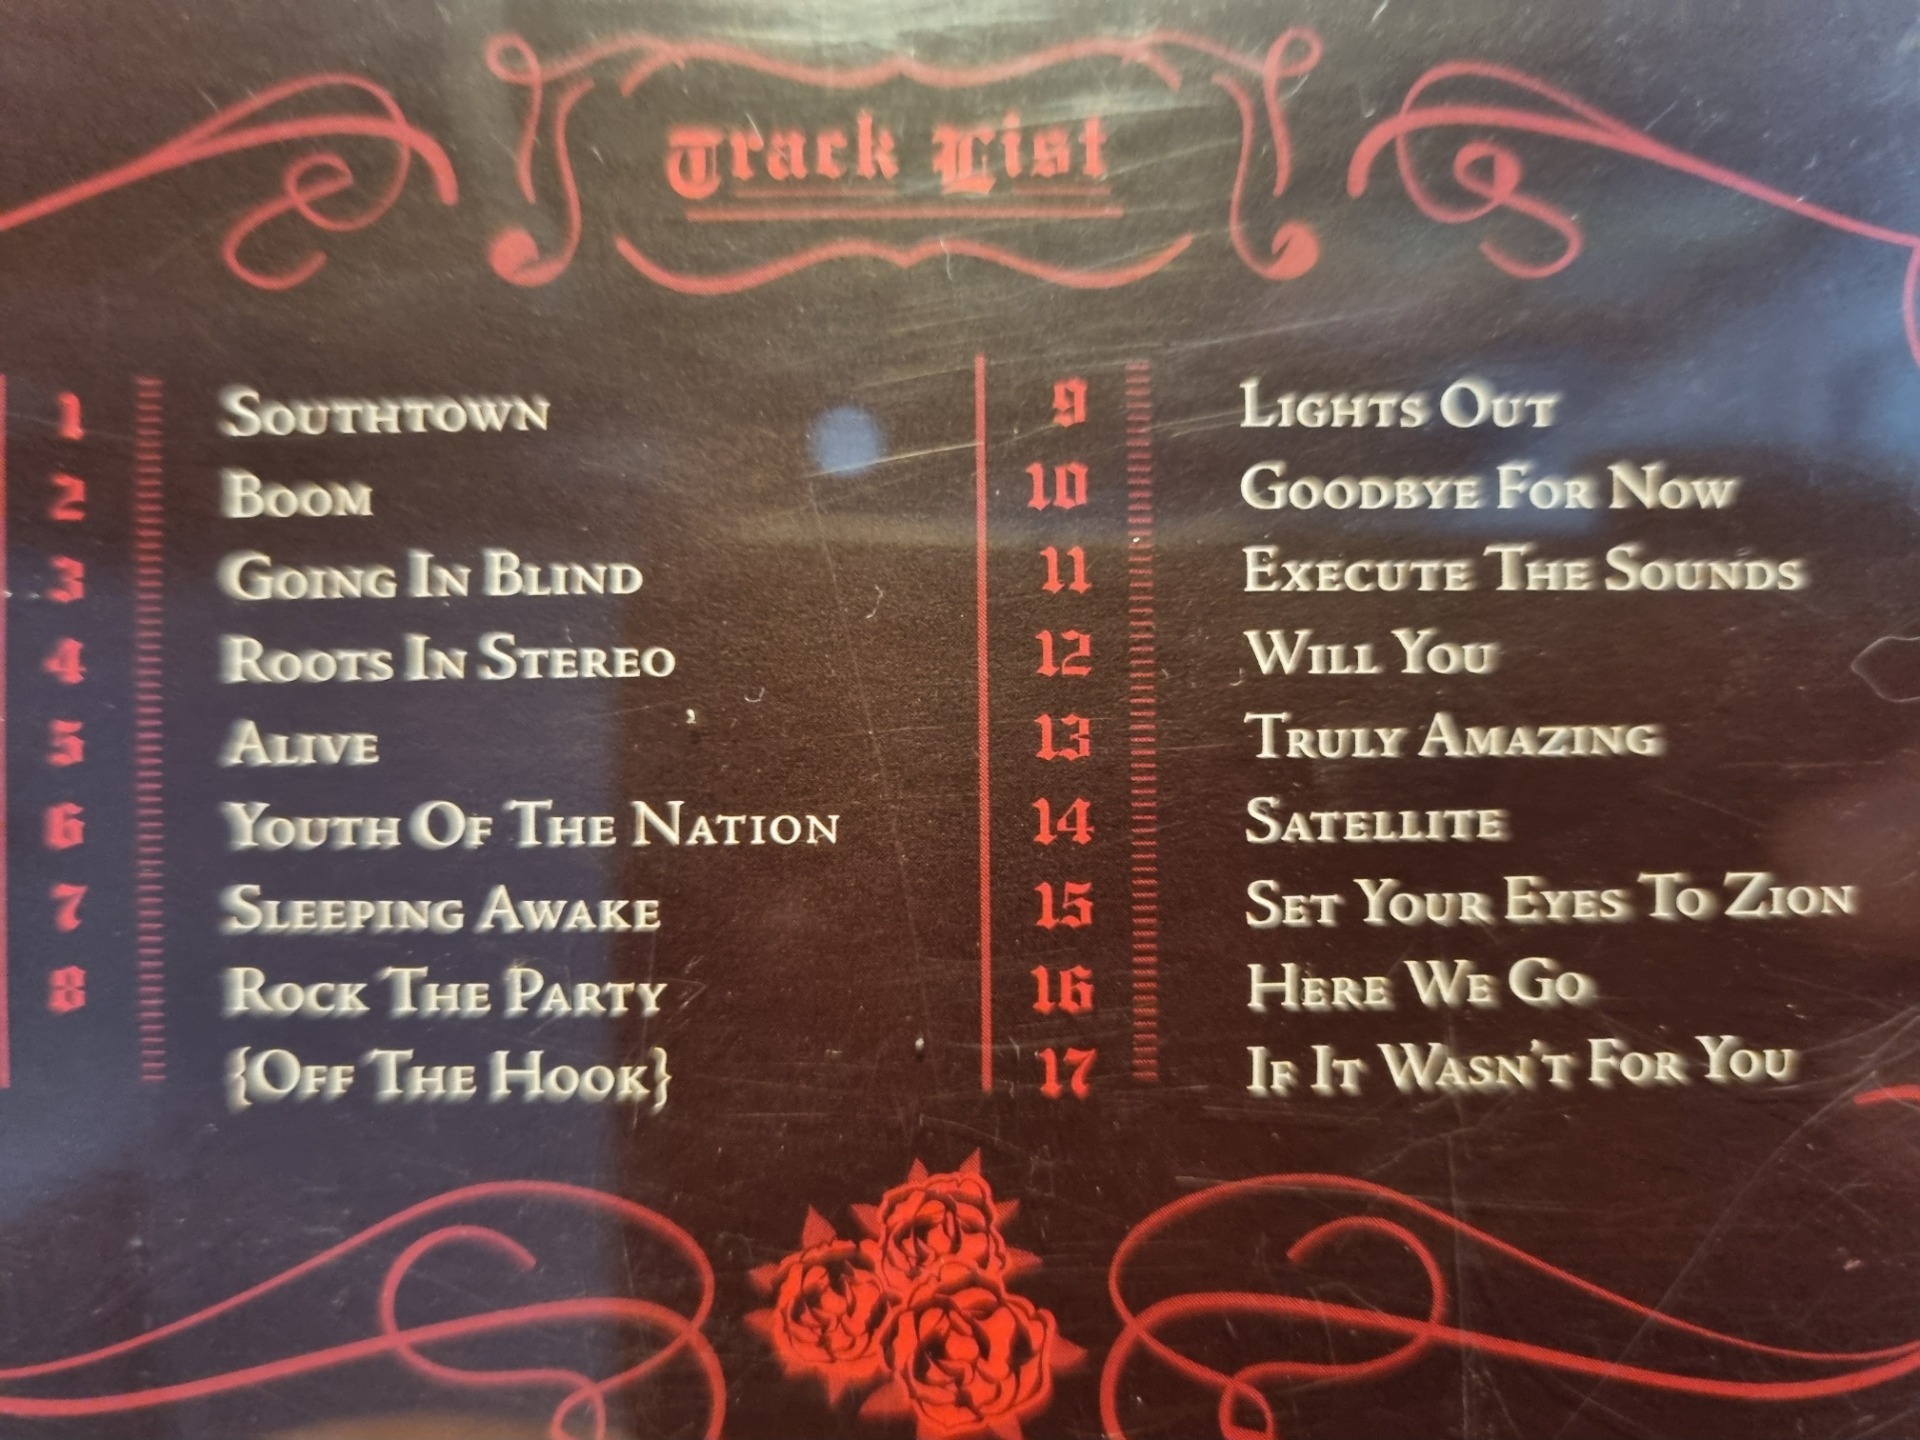 Track List
1 Southtown
2 Boom
3 Going In Blind
4 Roots In Stereo
5 Alive
6 Youth Of The Nation
7 Sleeping Awake
8 Rock The Party
{Off The Hook}
9 Lights Out
10 Goodbye For Now
11 Execute The Sounds
12 Will You
13 Truly Amazing
14 Satellite
15 Set Your Eyes To Zion
16 Here We Go
17 If It Wasn't For You